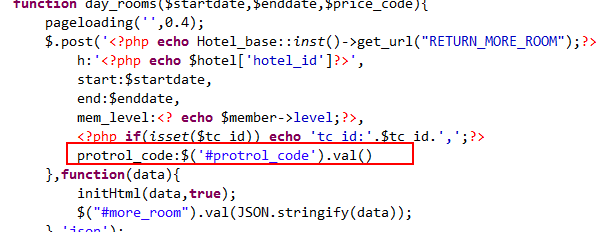 function day_rooms($startdate,$enddate,$price_code){
pageloading('',0.4);
$.post('<?php echo Hotel_base::inst()->get_url("RETURN_MORE_ROOM");?>
h:'<?php echo $hotel['hotel_id']?>',
start:$startdate,
end:$enddate,
mem_level:<? echo $member->level;?>,
<?php if(isset($tc_id)) echo 'tc_id:'.$tc_id.',';?>
protrol_code:$('#protrol_code').val()
},function(data){
initHtml(data,true);
$("#more_room").val(JSON.stringify(data));
},'json');